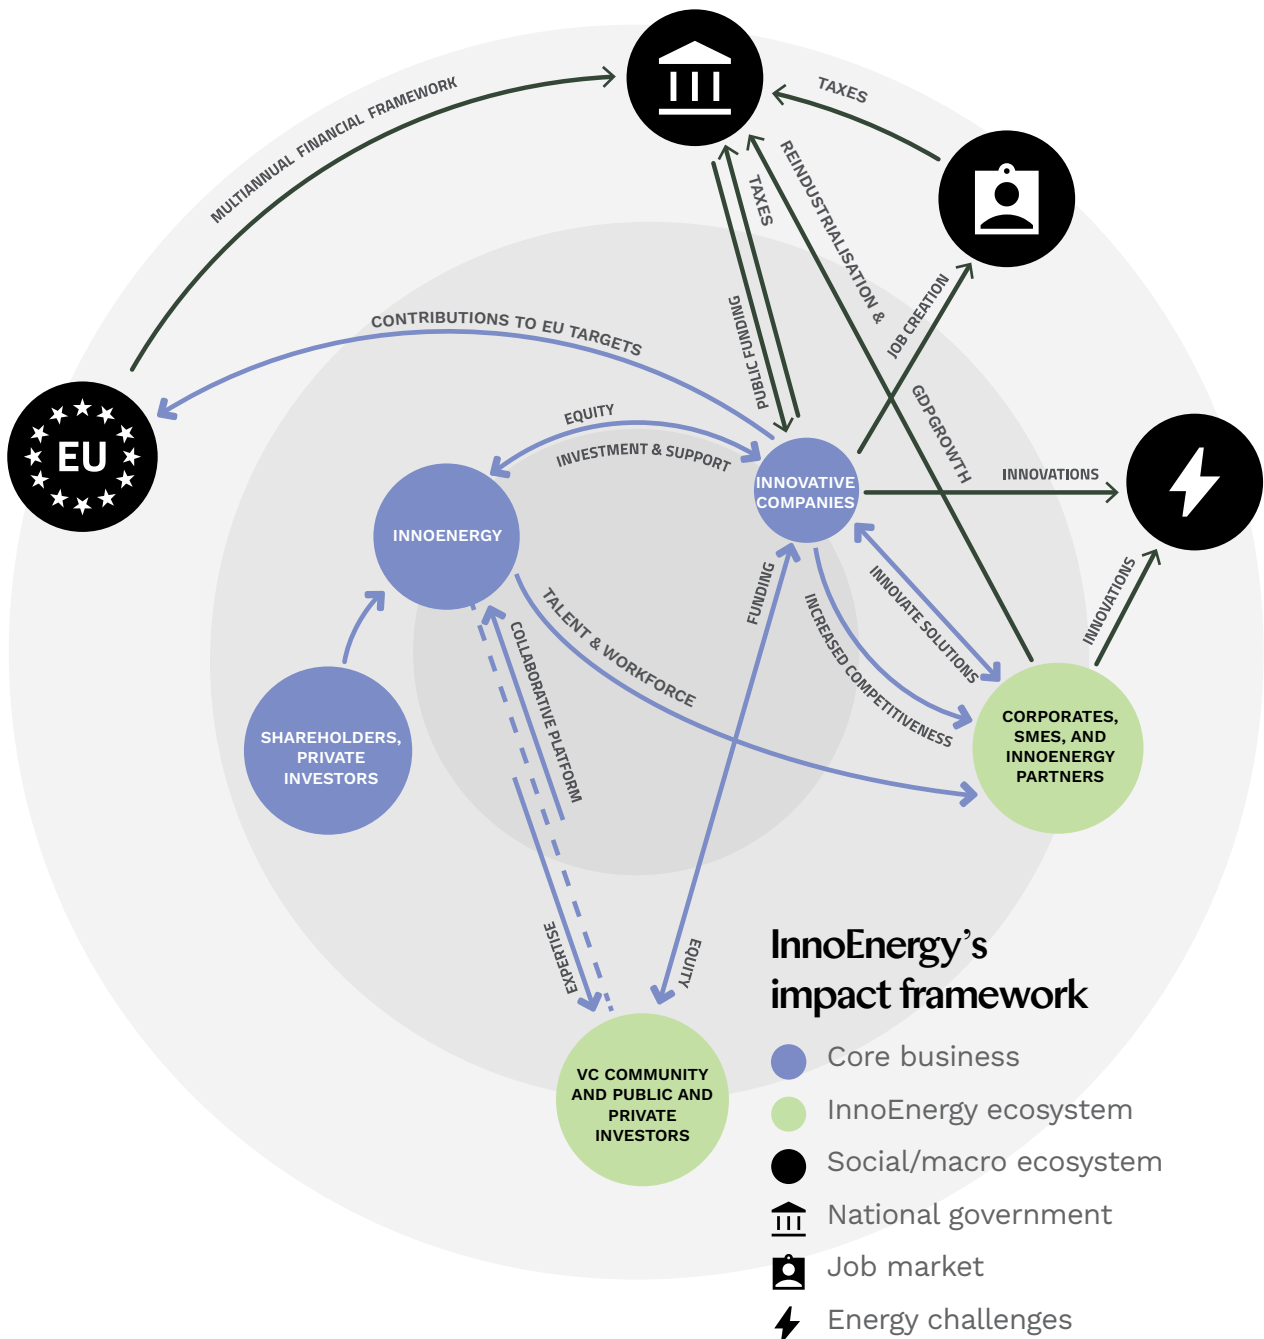 MULTIANNUAL FINANCIAL FRAMEWORK
TAXES
TAXES
REINDUSTRIALISATION &
GDPGROWTH
PUBLIC FUNDING
JOB CREATION
CONTRIBUTIONS TO EU TARGETS
EU
EQUITY
INVESTMENT & SUPPORT
INNOVATIVE
COMPANIES
INNOVATIONS
INNOENERGY
INNOVATIONS
FUNDING
INNOVATE SOLUTIONS
INCREASED COMPETITIVENESS
TALENT & WORKFORCE
COLLABORATIVE PLATFORM
SHAREHOLDERS,
PRIVATE
INVESTORS
CORPORATES,
SMES, AND
INNOENERGY
PARTNERS
EXPERTISE
EQUITY
VC COMMUNITY
AND PUBLIC AND
PRIVATE
INVESTORS
InnoEnergy’s
impact framework
Core business
InnoEnergy ecosystem
Social/macro ecosystem
National government
Job market
Energy challenges